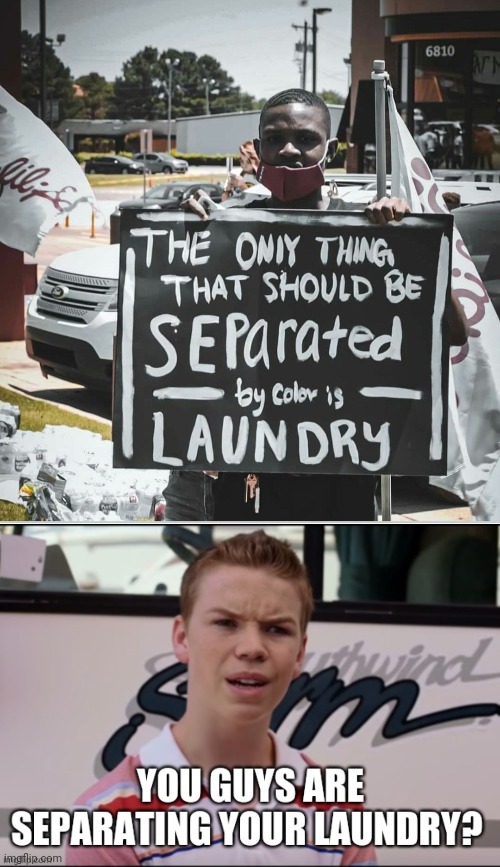 6810
THE ONlY THING
THAT SHOULD BE
SEParated
by Color is
LAUNDRY
uthwind
YOU GUYS ARE
SEPARATING YOUR LAUNDRY?
imgflip.com